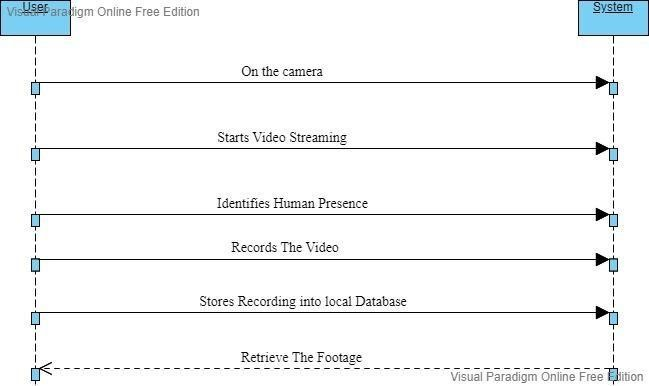 User
Visual Paradigm Online Free Edition
System
On the camera
Starts Video Streaming
Identifies Human Presence
Records The Video
Stores Recording into local Database
Retrieve The Footage
Visual Paradigm Online Free Edition